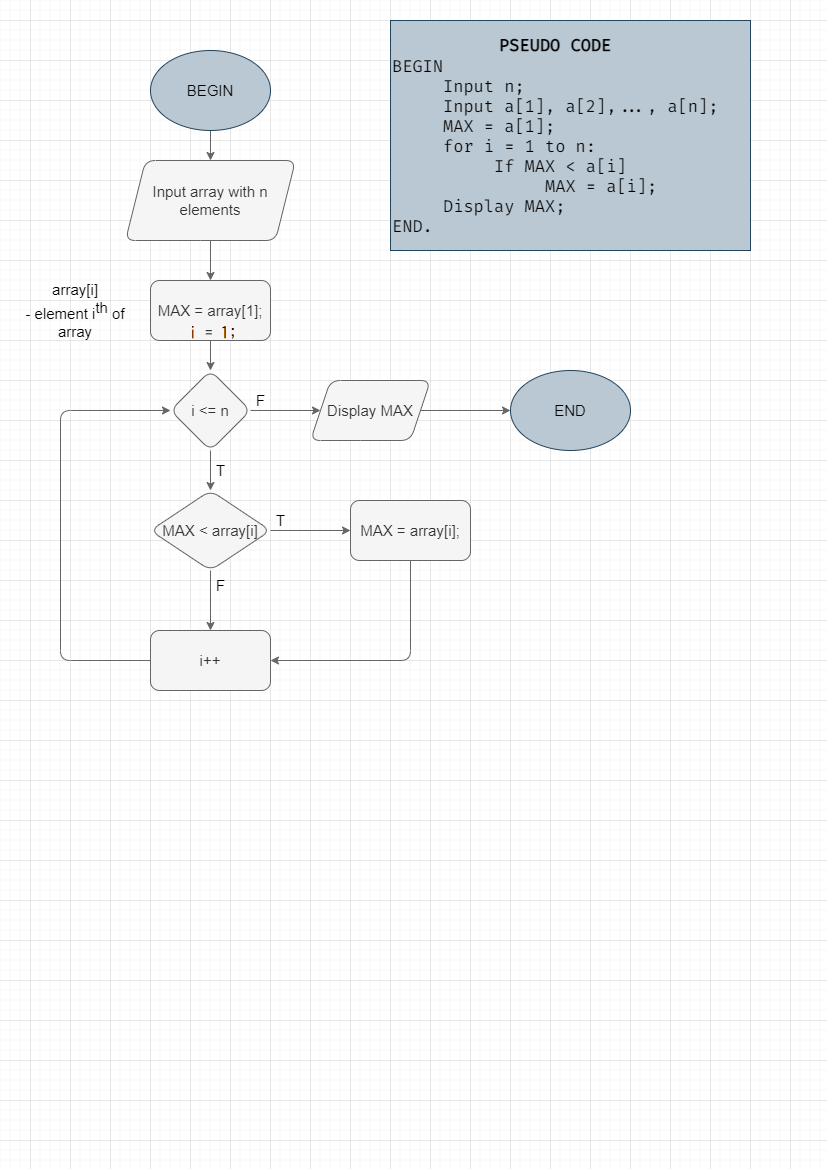 BEGIN
Input array with n
elements
array[i]
- element ith of
array
MAX = array[1];
i = 1;
i <= n
F
Display MAX
END
T
MAX < array[i]
T
MAX = array[i];
F
i++
PSEUDO CODE
BEGIN
Input n;
Input a[1], a[2],..., a[n];
MAX = a[1];
for i = 1 to n:
If MAX < a[i]
MAX = a[i];
Display MAX;
END.